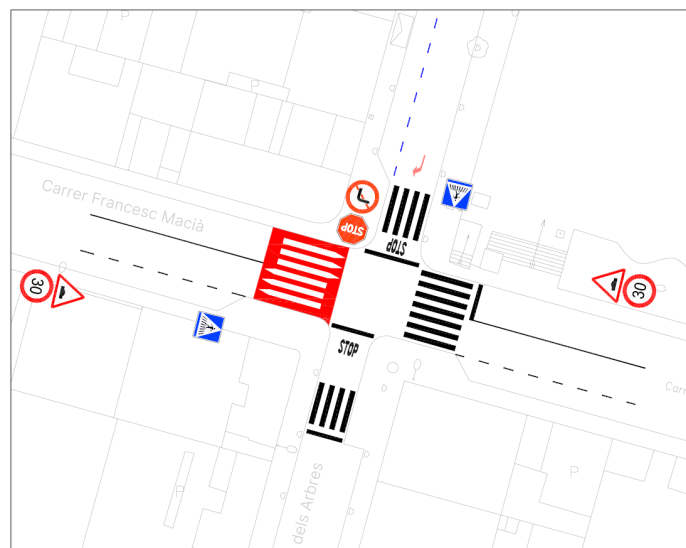 P
P
Carrer Francesc Macià
STOP
STOP
30
30
STOP
Carr
P
P
dels Arbres